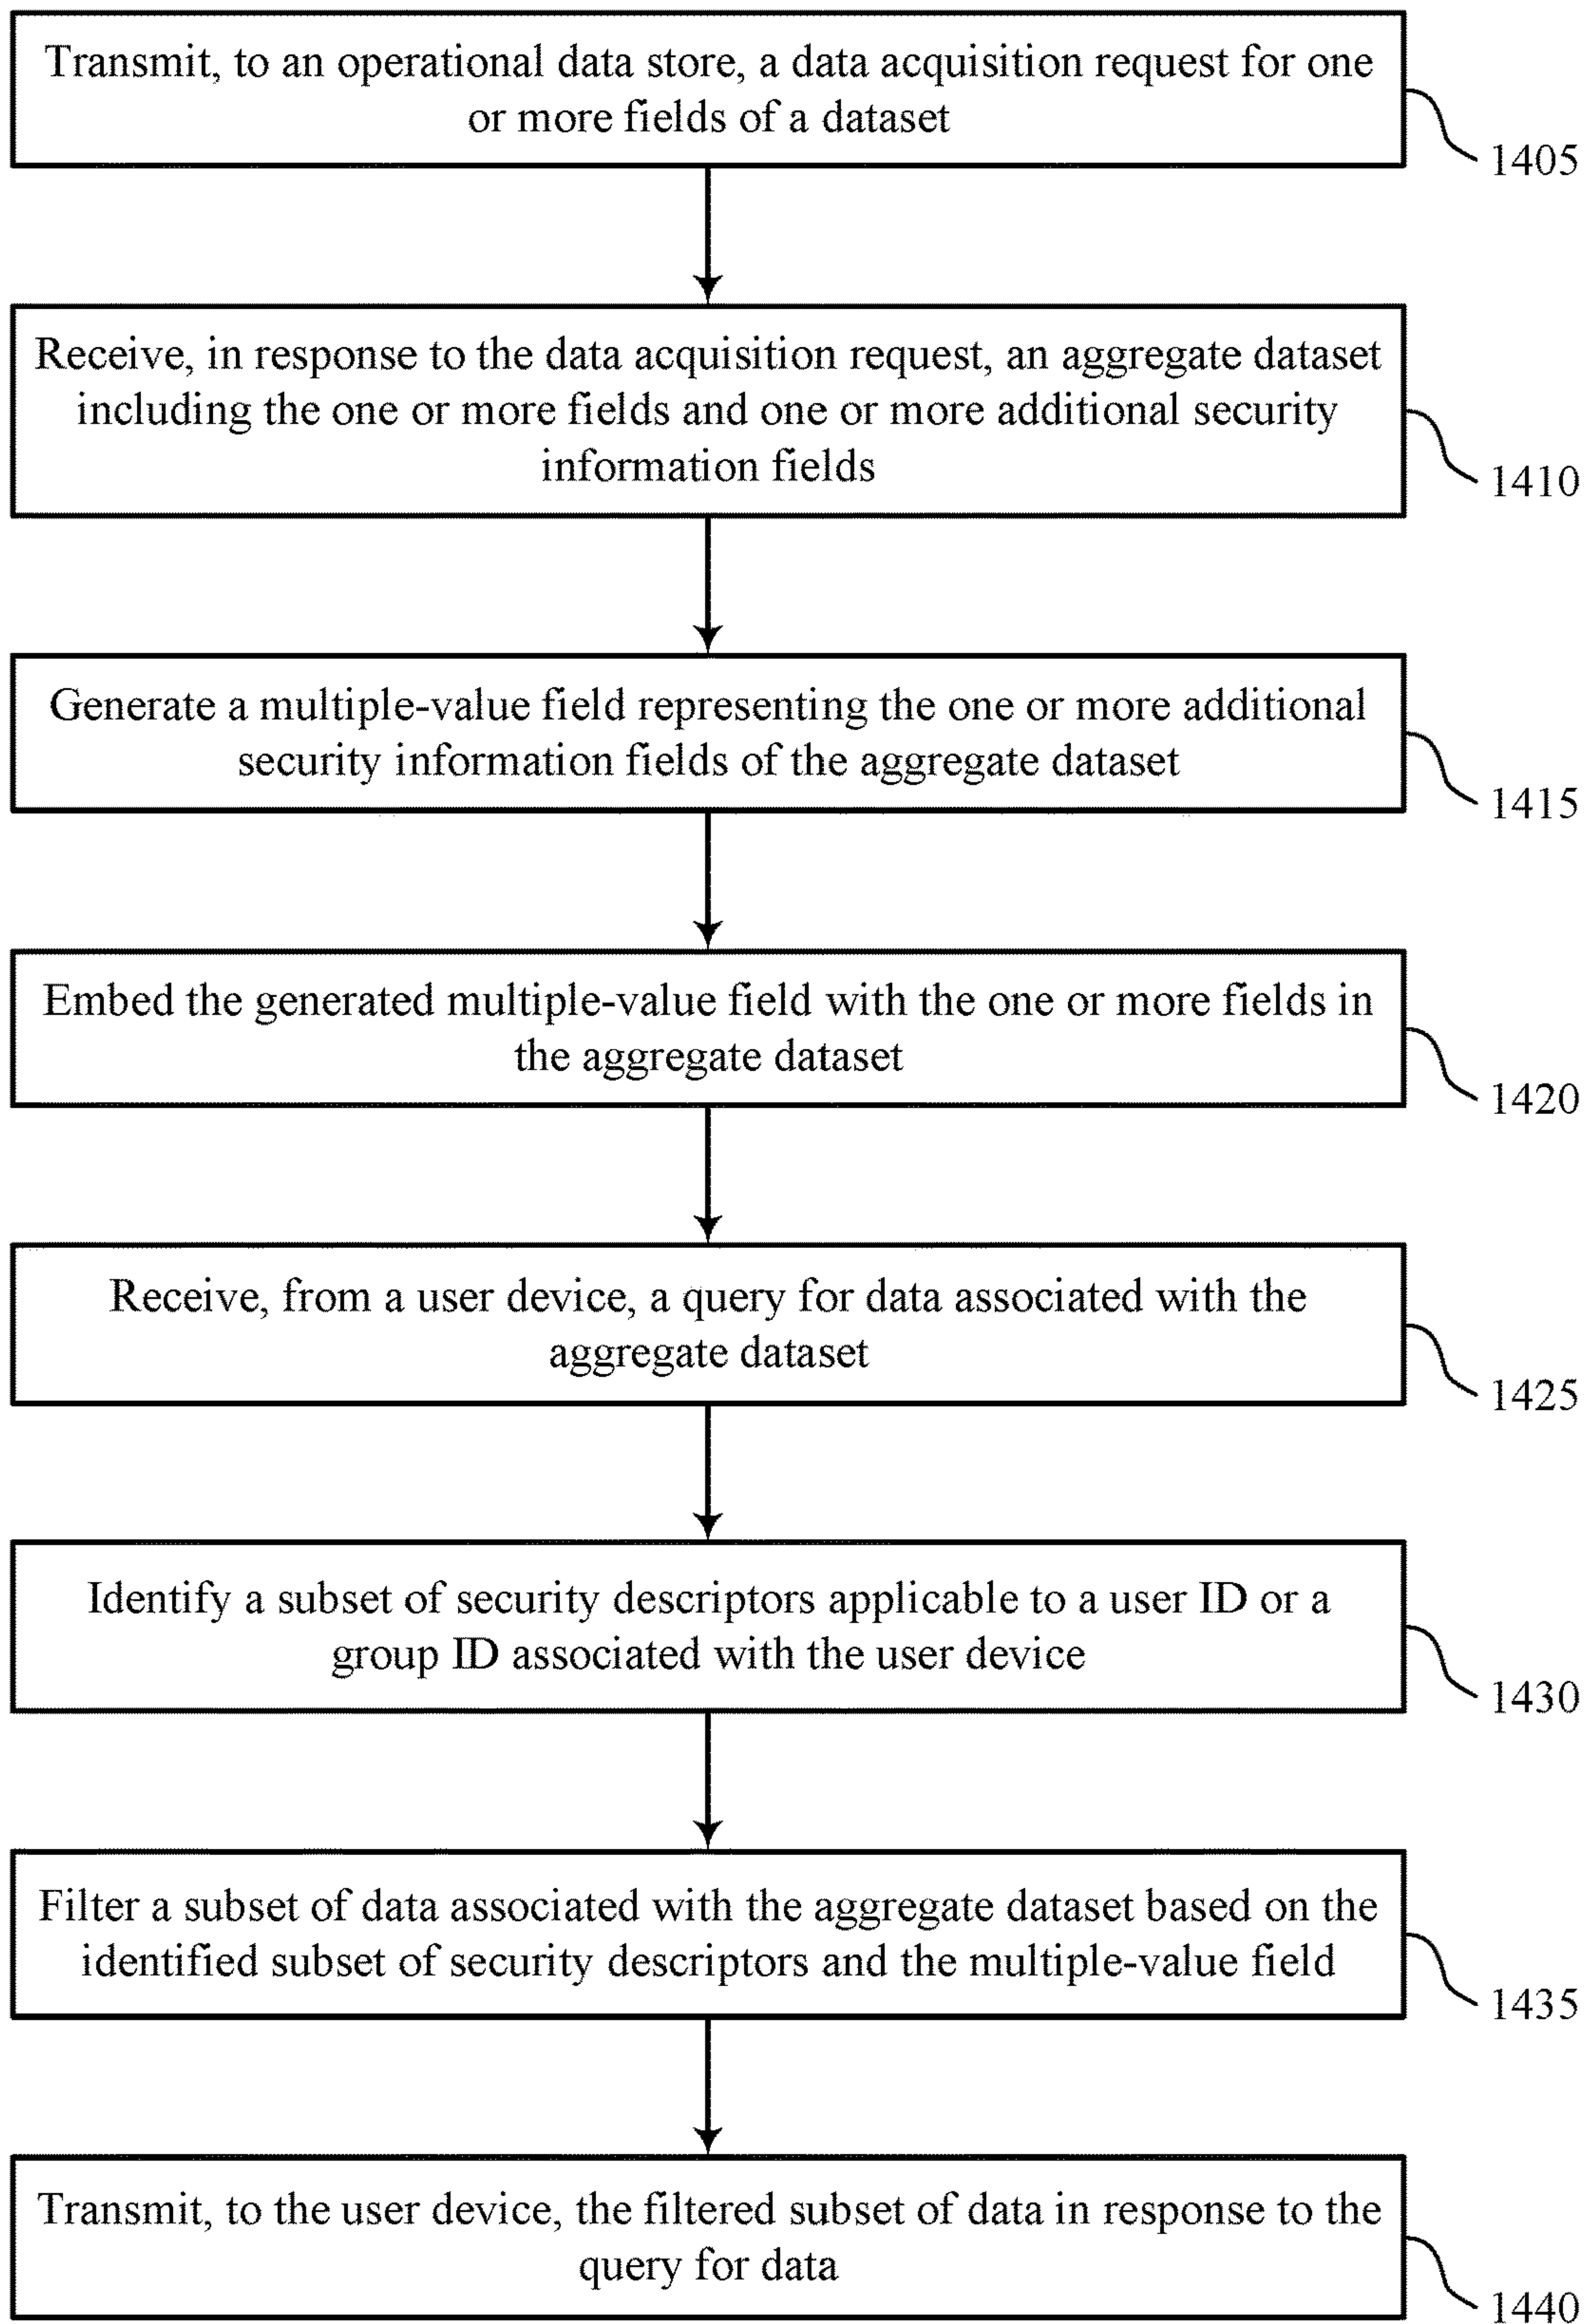 Transmit, to an operational data store, a data acquisition request for one
or more fields of a dataset
1405
Receive, in response to the data acquisition request, an aggregate dataset
including the one or more fields and one or more additional security
information fields
1410
Generate a multiple-value field representing the one or more additional
security information fields of the aggregate dataset
1415
Embed the generated multiple-value field with the one or more fields in
the aggregate dataset
1420
Receive, from a user device, a query for data associated with the
aggregate dataset
1425
Identify a subset of security descriptors applicable to a user ID or a
group ID associated with the user device
1430
Filter a subset of data associated with the aggregate dataset based on the
identified subset of security descriptors and the multiple-value field
1435
Transmit, to the user device, the filtered subset of data in response to the
query for data
1440